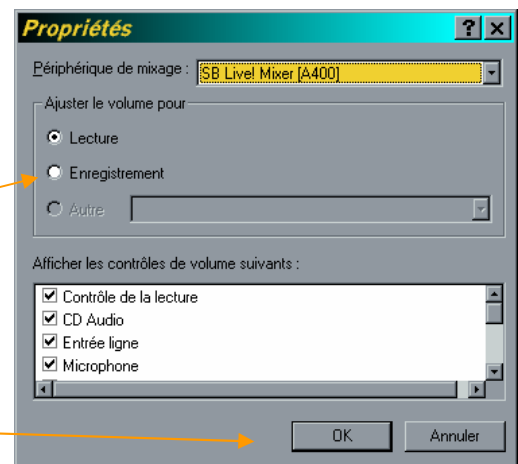 Propriétés
Périphérique de mixage : SB Live! Mixer [A400]
Ajuster le volume pour
Lecture
Enregistrement
Autre
Afficher les contrôles de volume suivants :
Contrôle de la lecture
CD Audio
Entrée ligne
Microphone
OK Annuler